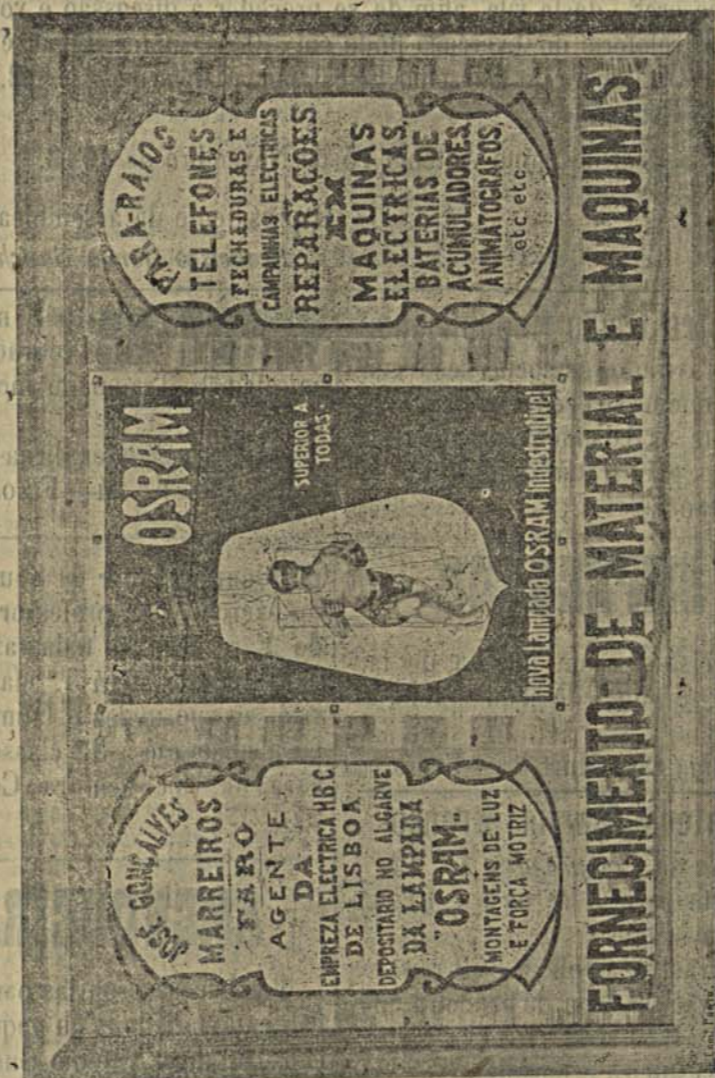 JOSÉ GONÇALVES
MARREIROS
FARO
AGENTE
DA
EMPREZA ELECTRICA H.B.C
DE LISBOA
DEPOSITARIO NO ALGARVE
DA LAMPADA
"OSRAM"
MONTAGENS DE LUZ
E FORÇA MOTRIZ
OSRAM
SUPERIOR A
TODAS
Nova Lampada OSRAM Indestrutivel
PARA-RAIOS
TELEFONES
FECHADURAS E
CAMPAINHAS ELECTRICAS
REPARAÇÕES
EM
MAQUINAS
ELECTRICAS,
BATERIAS DE
ACUMULADORES,
ANIMATOGRAFOS,
etc etc
FORNECIMENTO DE MATERIAL E MAQUINAS